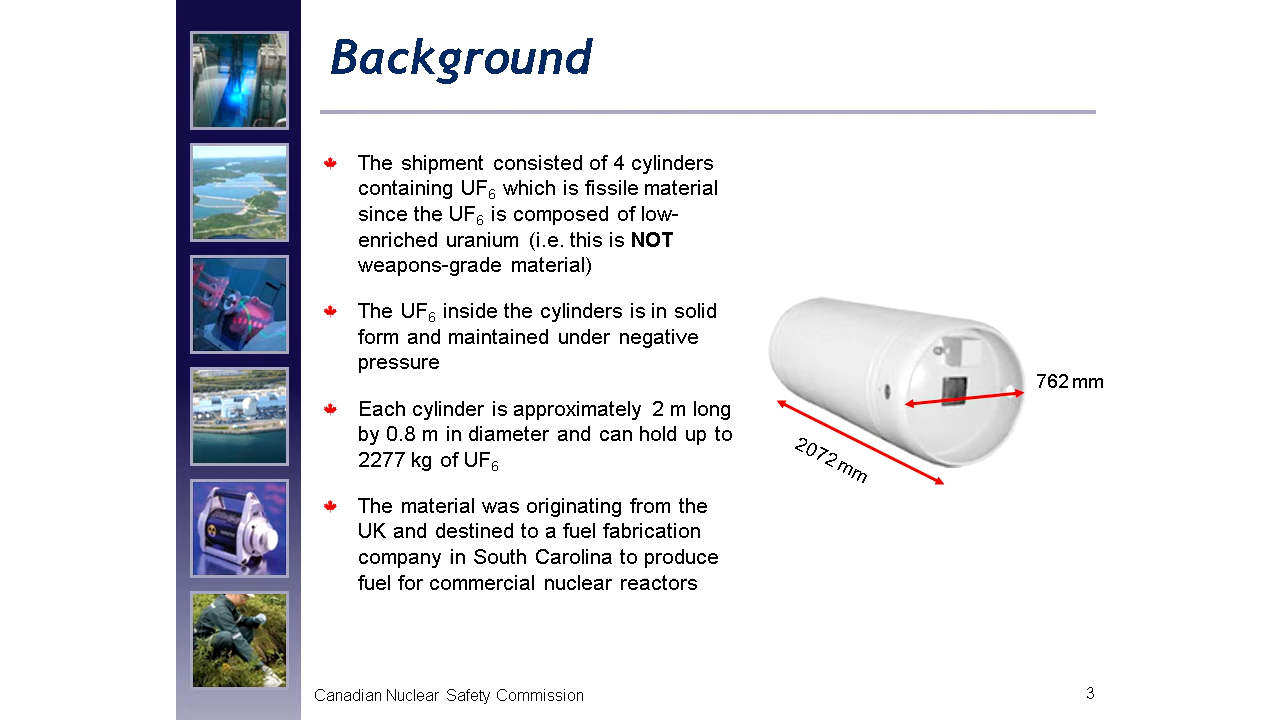 Background
The shipment consisted of 4 cylinders
containing UF₆ which is fissile material
since the UF₆ is composed of low-
enriched uranium (i.e. this is NOT
weapons-grade material)
The UF₆ inside the cylinders is in solid
form and maintained under negative
pressure
Each cylinder is approximately 2 m long
by 0.8 m in diameter and can hold up to
2277 kg of UF₆
The material was originating from the
UK and destined to a fuel fabrication
company in South Carolina to produce
fuel for commercial nuclear reactors
762 mm
2072 mm
Canadian Nuclear Safety Commission
3